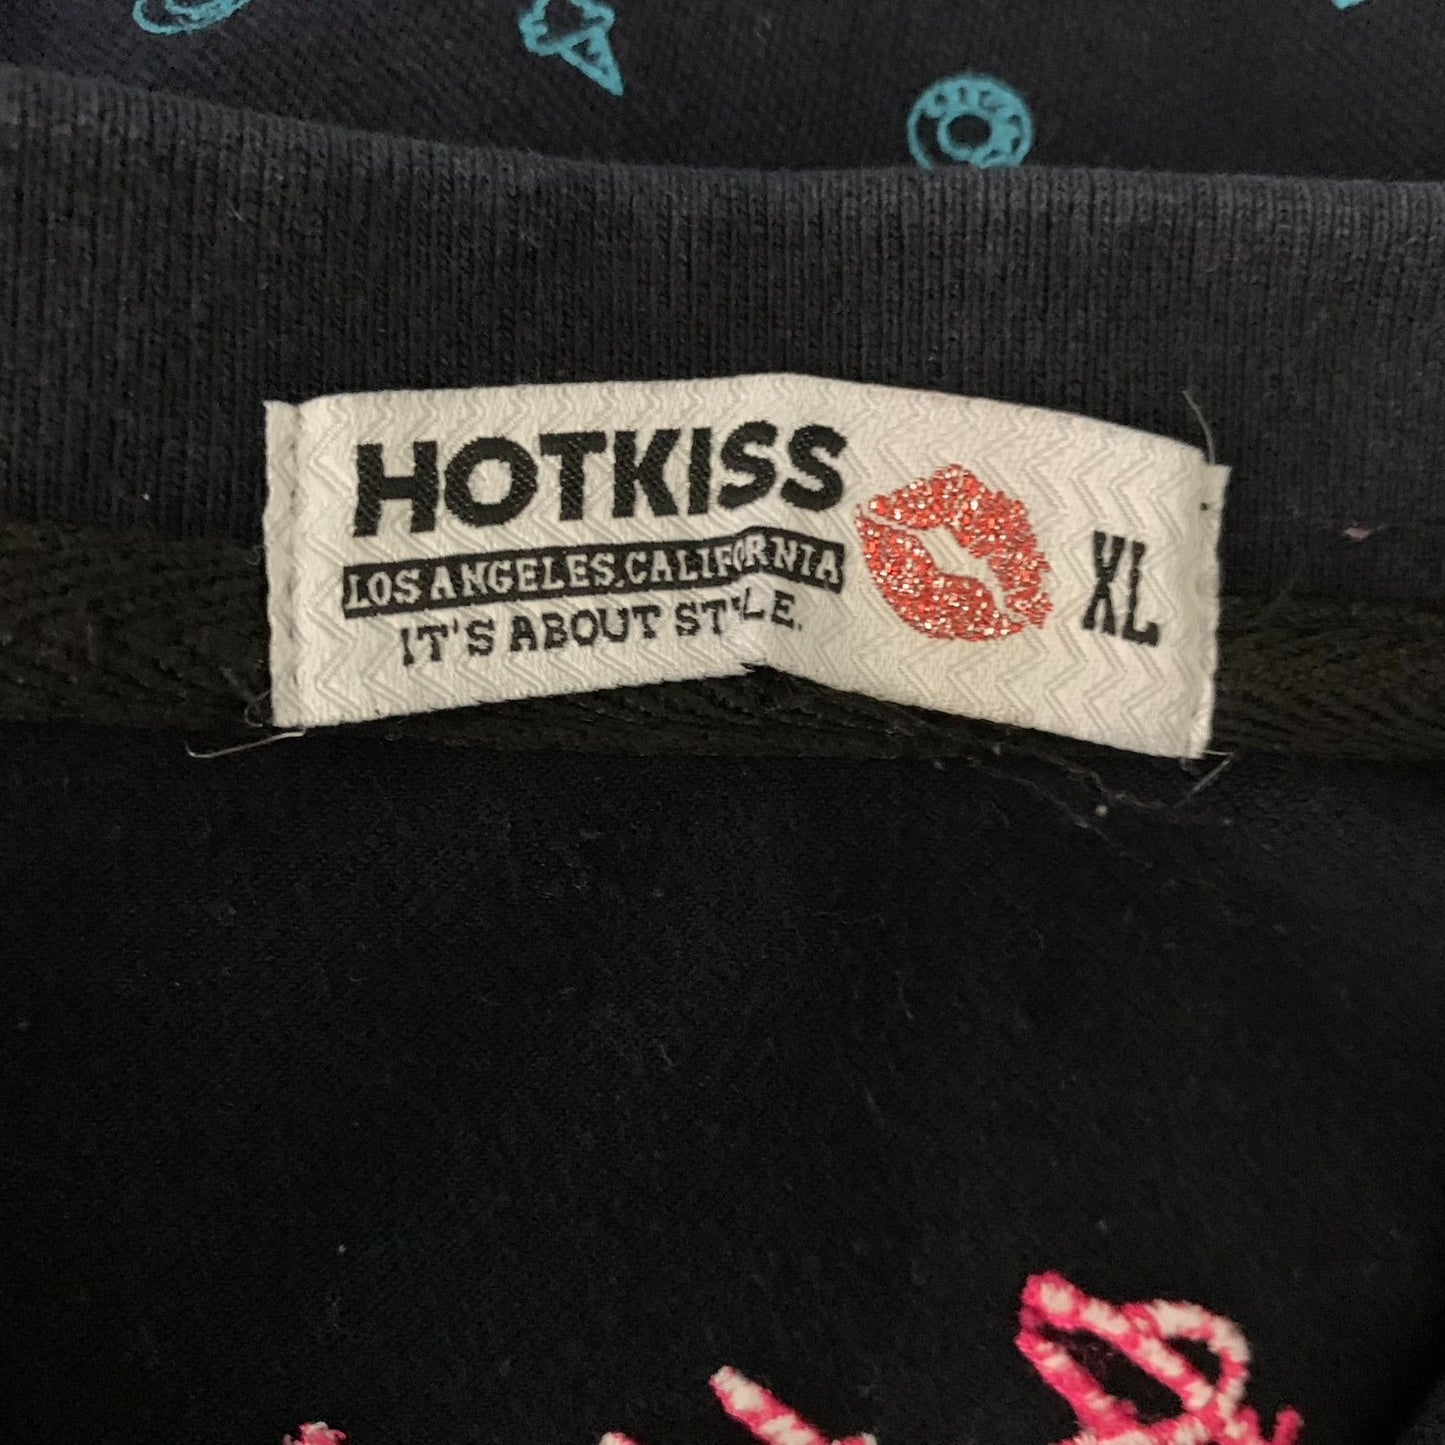 HOTKISS
LOS ANGELES, CALIFORNIA
IT'S ABOUT STYLE.
XL